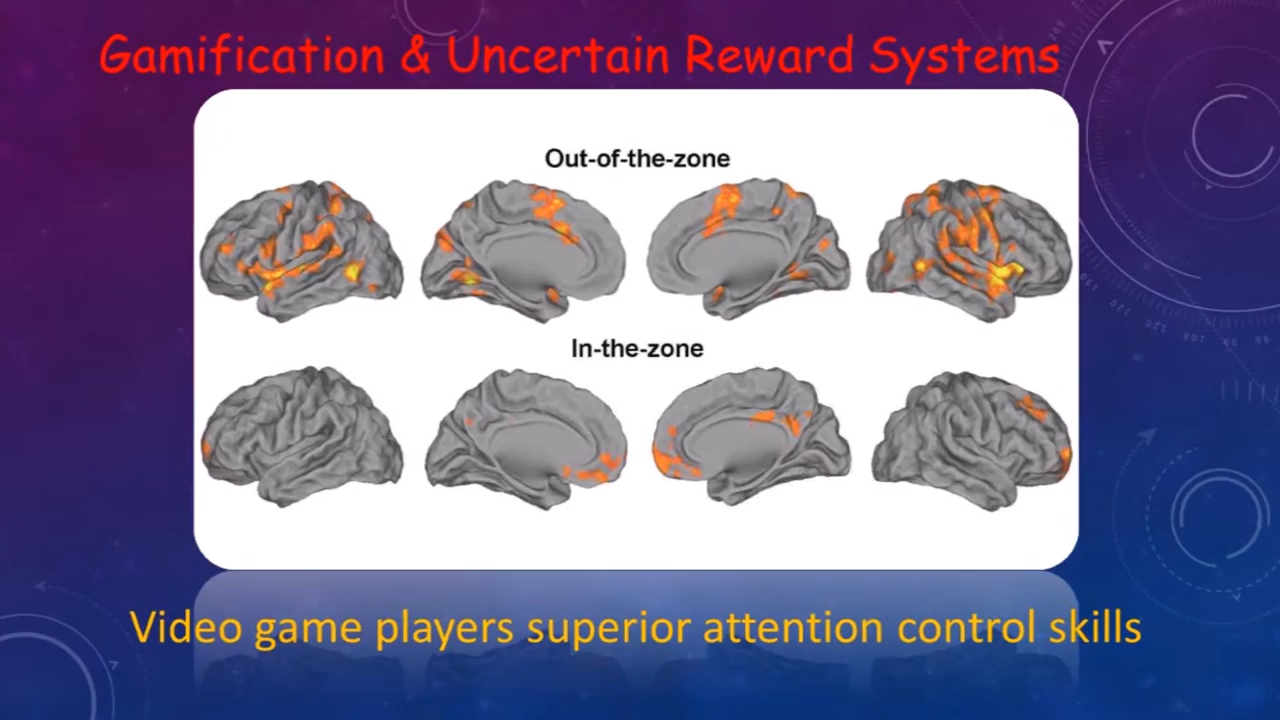 Gamification & Uncertain Reward Systems
Out-of-the-zone
In-the-zone
Video game players superior attention control skills